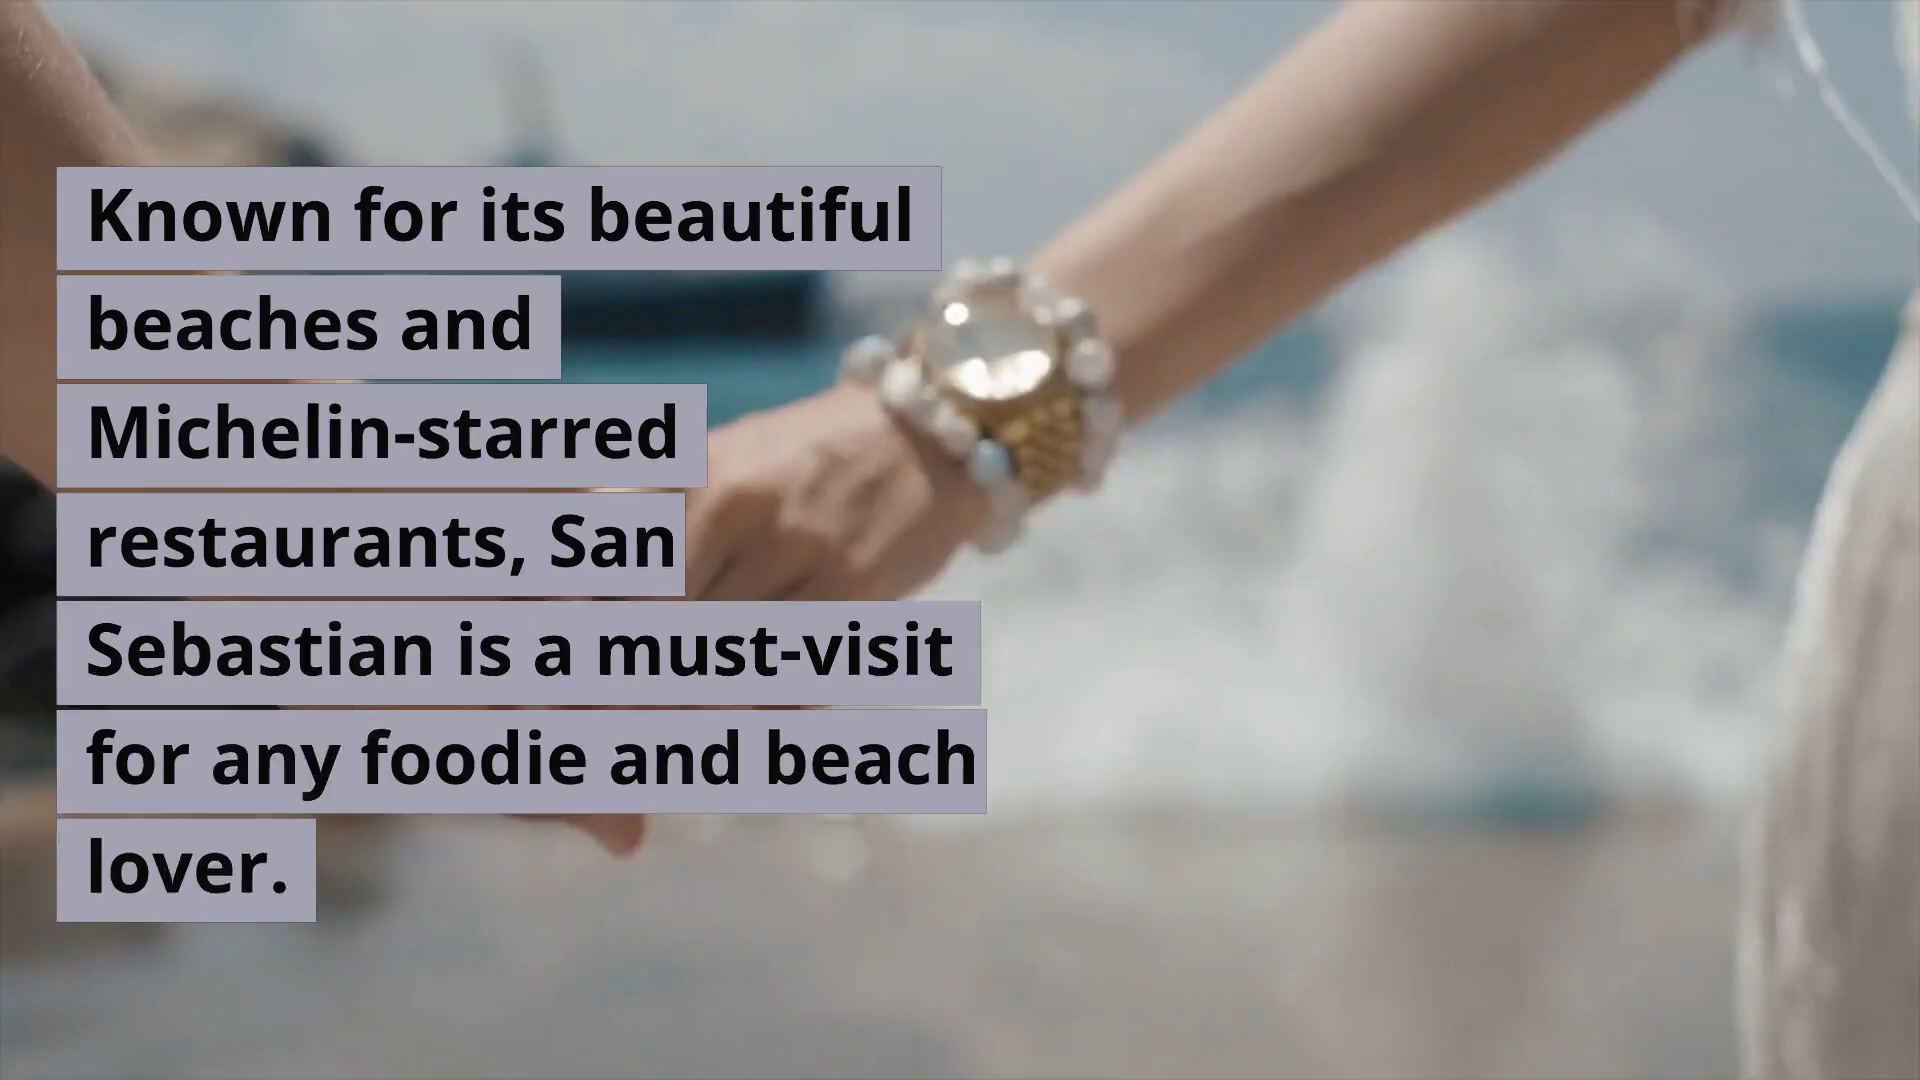 Known for its beautiful
beaches and
Michelin-starred
restaurants, San
Sebastian is a must-visit
for any foodie and beach
lover.